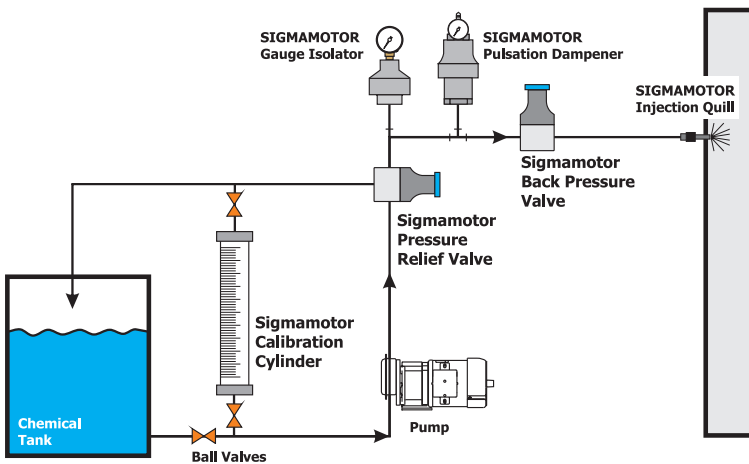 SIGMAMOTOR
Gauge Isolator
SIGMAMOTOR
Pulsation Dampener
SIGMAMOTOR
Injection Quill
Sigmamotor
Back Pressure
Valve
Sigmamotor
Pressure
Relief Valve
Sigmamotor
Calibration
Cylinder
Chemical
Tank
Pump
Ball Valves